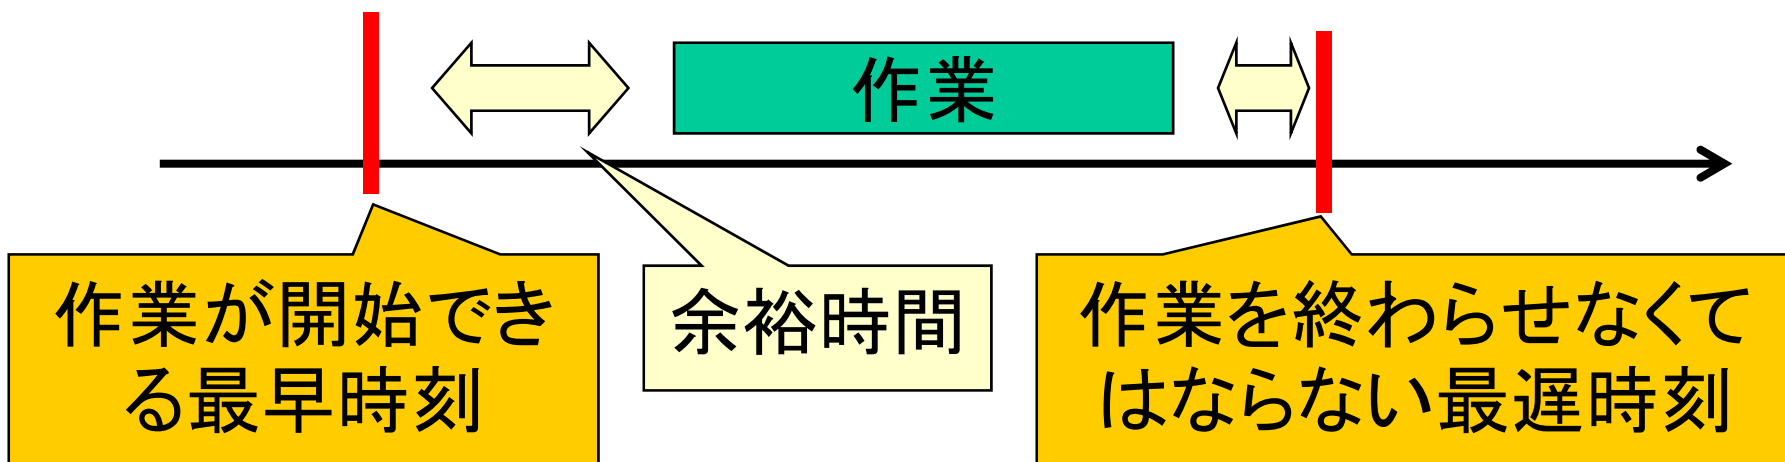 作業
作業が開始でき
る最早時刻
余裕時間
作業を終わらせなくて
はならない最遅時刻